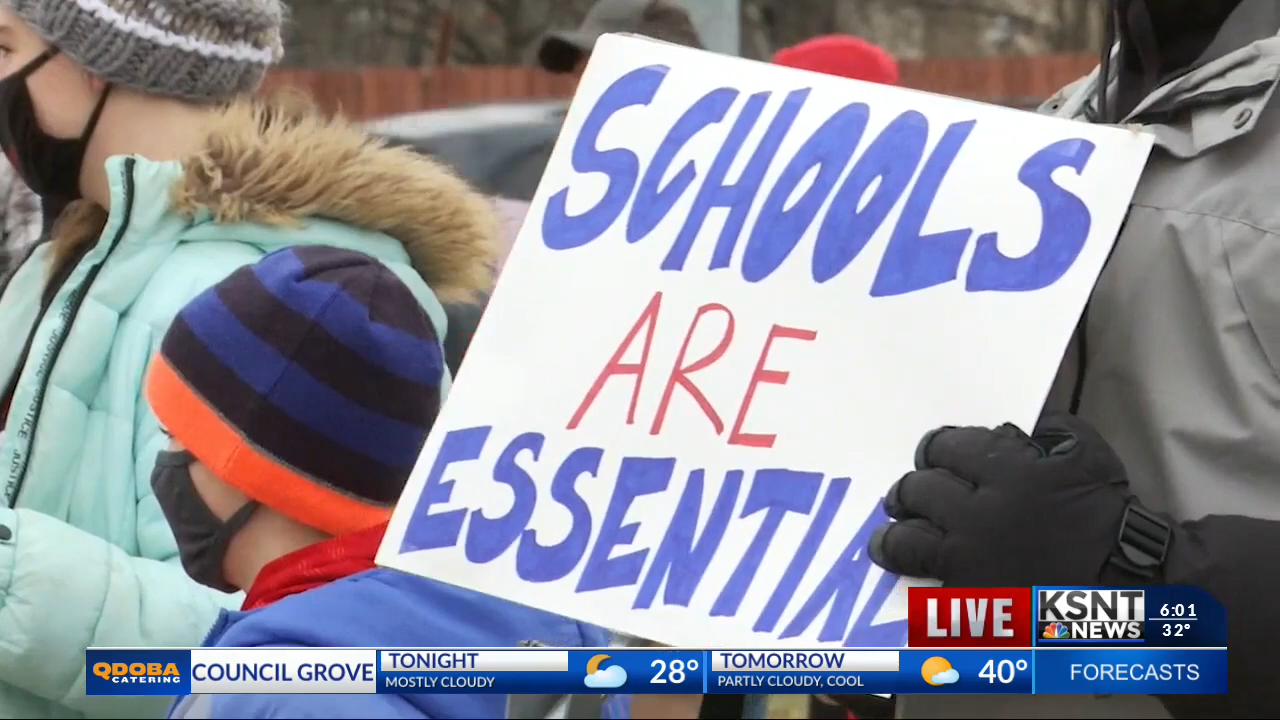 SCHOOLS
ARE
ESSENTIAL
JUSTICE
LIVE
KSNT
NEWS
6:01
32°
QDOBA
CATERING
COUNCIL GROVE
TONIGHT
MOSTLY CLOUDY
28°
TOMORROW
PARTLY CLOUDY, COOL
40°
FORECASTS